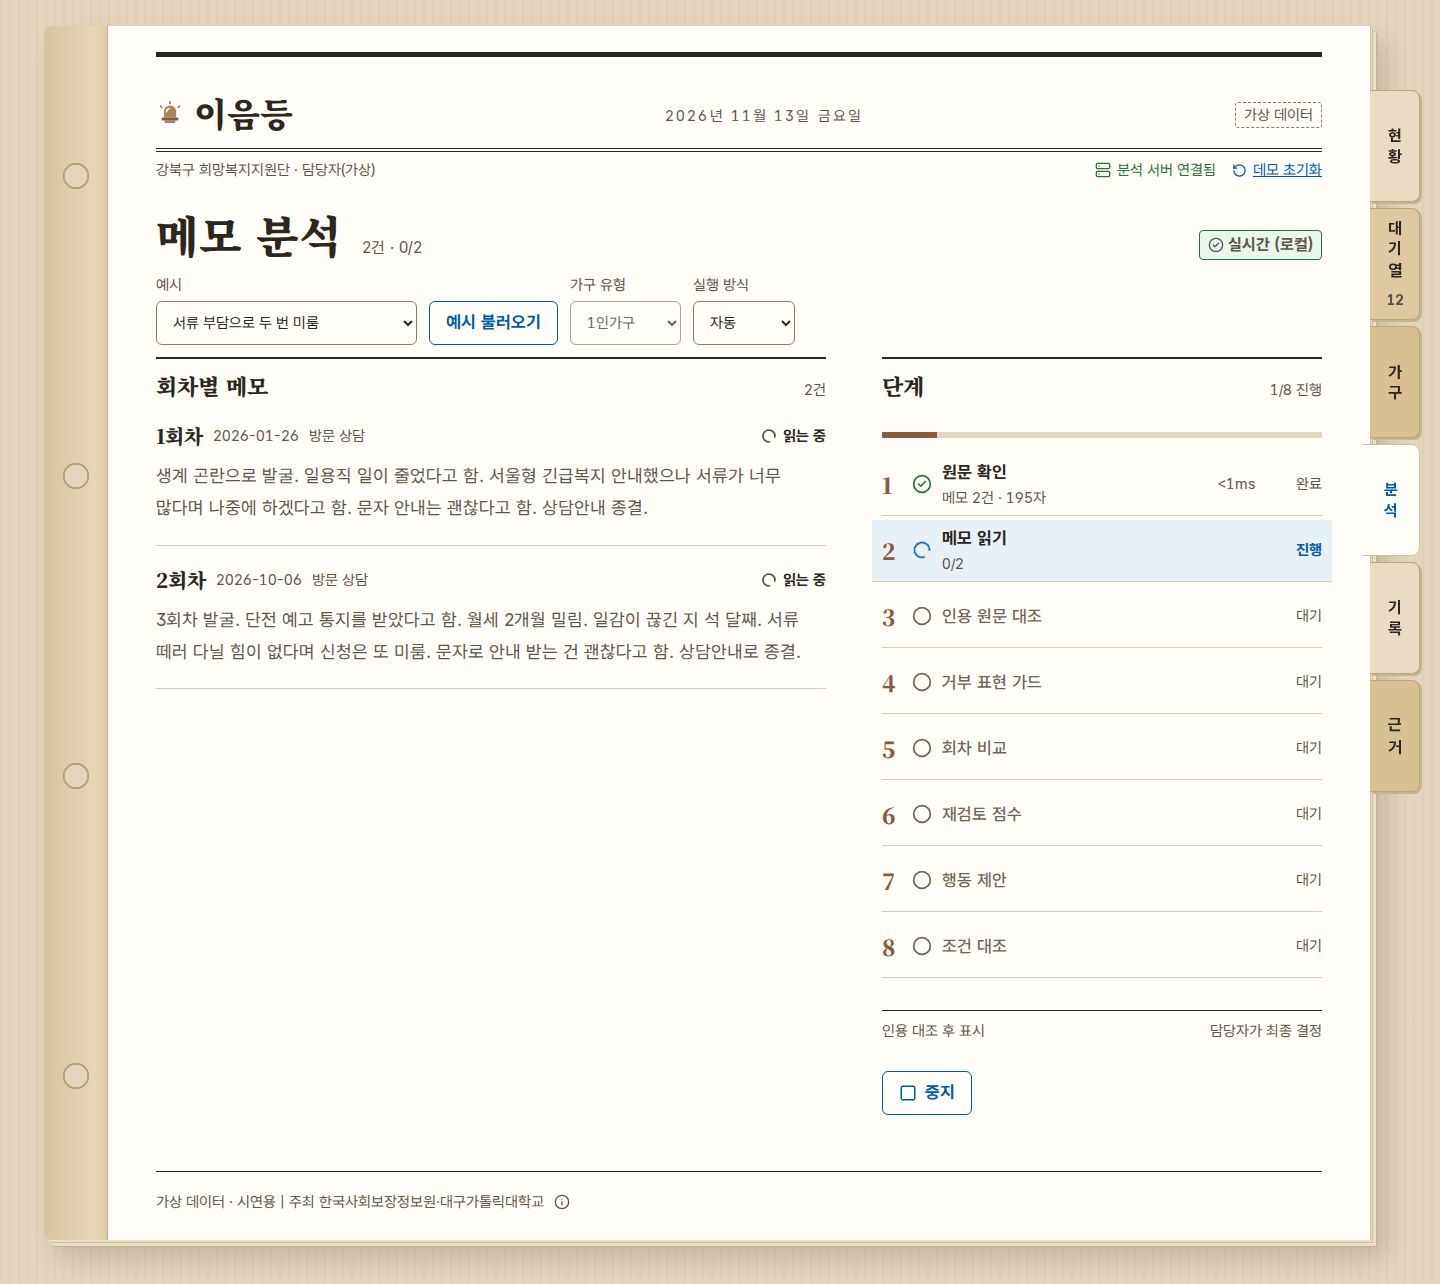 이음등
2026년 11월 13일 금요일
가상 데이터
강북구 희망복지지원단 · 담당자(가상)
분석 서버 연결됨
데모 초기화
메모 분석
2건 · 0/2
실시간 (로컬)
예시
가구 유형
실행 방식
서류 부담으로 두 번 미룸
예시 불러오기
1인가구
자동
회차별 메모
2건
1회차 2026-01-26 방문 상담
읽는 중
생계 곤란으로 발굴. 일용직 일이 줄었다고 함. 서울형 긴급복지 안내했으나 서류가 너무
많다며 나중에 하겠다고 함. 문자 안내는 괜찮다고 함. 상담안내 종결.
2회차 2026-10-06 방문 상담
읽는 중
3회차 발굴. 단전 예고 통지를 받았다고 함. 월세 2개월 밀림. 일감이 끊긴 지 석 달째. 서류
떼러 다닐 힘이 없다며 신청은 또 미룸. 문자로 안내 받는 건 괜찮다고 함. 상담안내로 종결.
단계
1/8 진행
1 원문 확인
메모 2건 · 195자
<1ms
완료
2 메모 읽기
0/2
진행
3 인용 원문 대조
대기
4 거부 표현 가드
대기
5 회차 비교
대기
6 재검토 점수
대기
7 행동 제안
대기
8 조건 대조
대기
인용 대조 후 표시
담당자가 최종 결정
중지
가상 데이터 · 시연용 | 주최 한국사회보장정보원·대구가톨릭대학교
현황
대기열
12
가구
분석
기록
근거